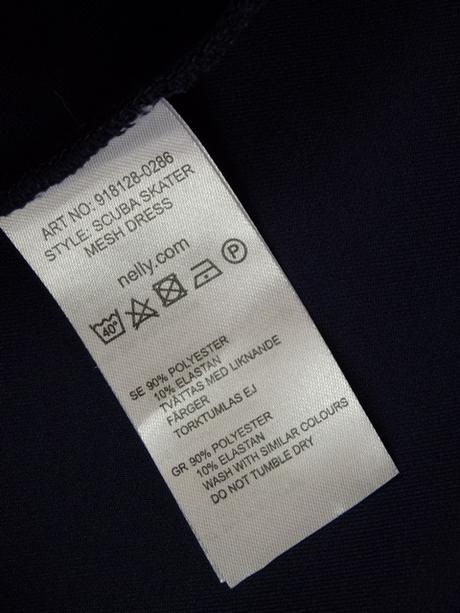 ART NO: 918128-0286
STYLE: SCUBA SKATER
MESH DRESS
nelly.com
40° P
SE 90% POLYESTER
10% ELASTAN
TVÄTTAS MED LIKNANDE
FÄRGER
TORKTUMLAS EJ
GR 90% POLYESTER
10% ELASTAN
WASH WITH SIMILAR COLOURS
DO NOT TUMBLE DRY